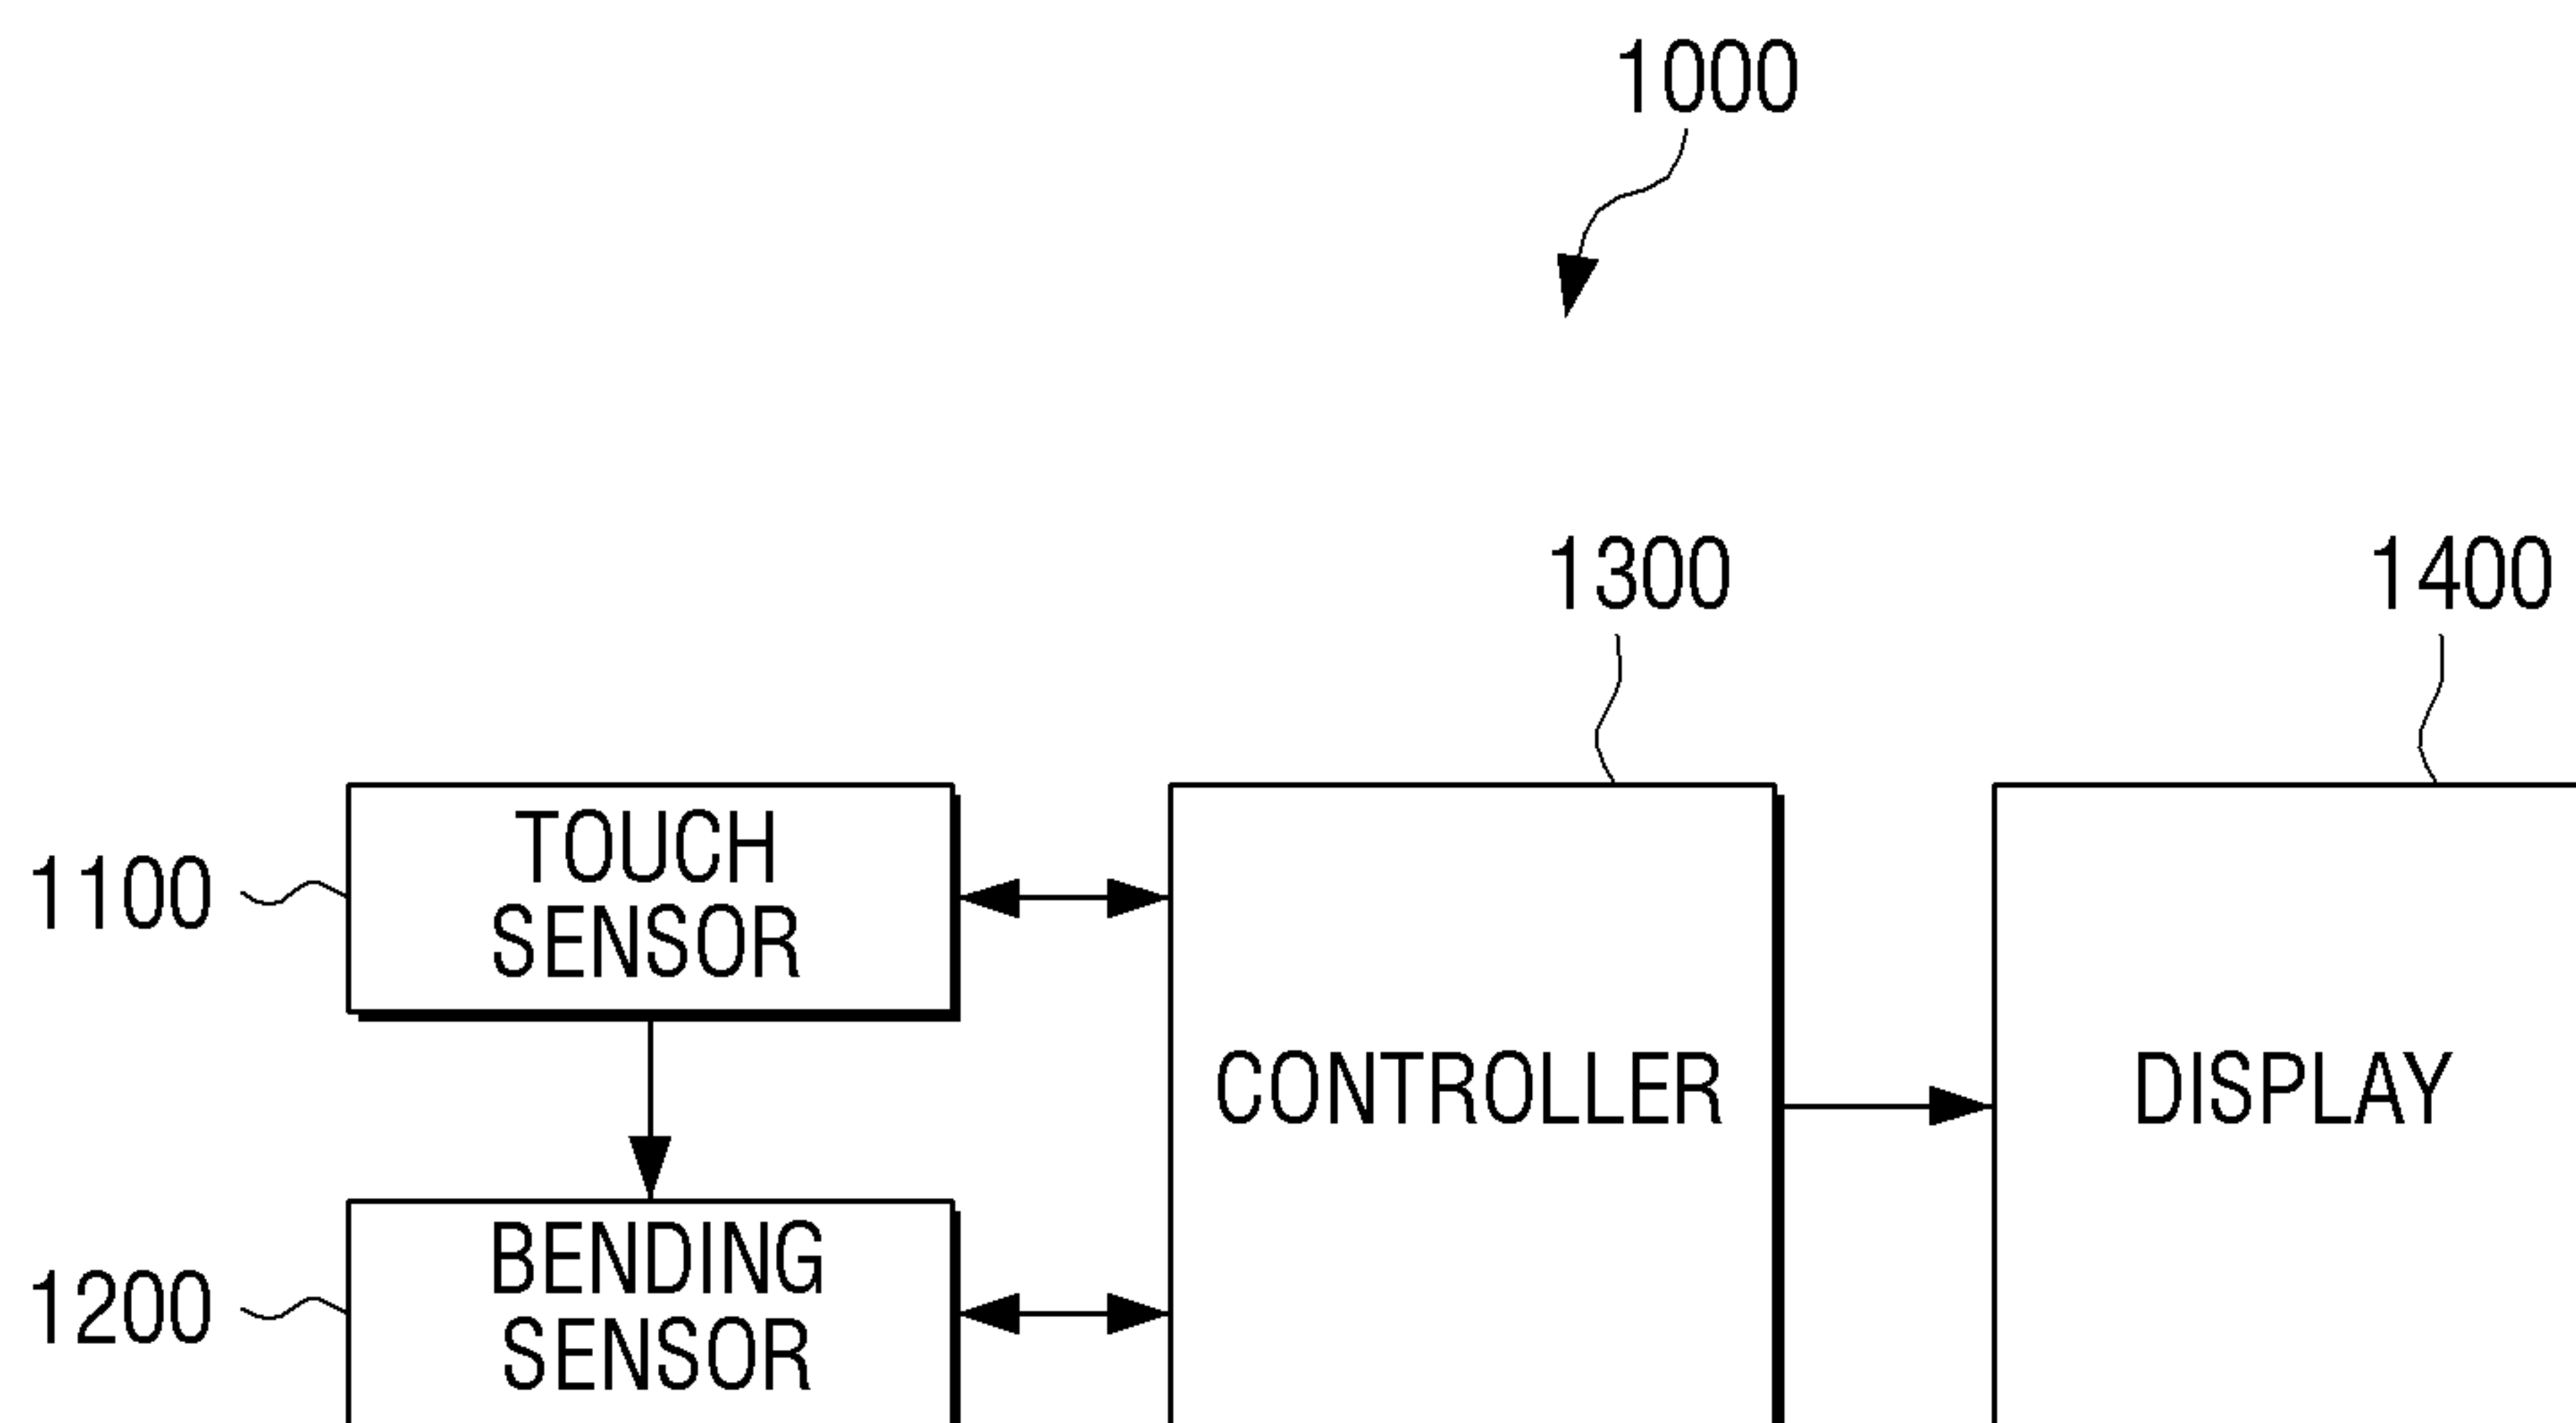 1000
1300
1400
1100
TOUCH
SENSOR
CONTROLLER
DISPLAY
1200
BENDING
SENSOR